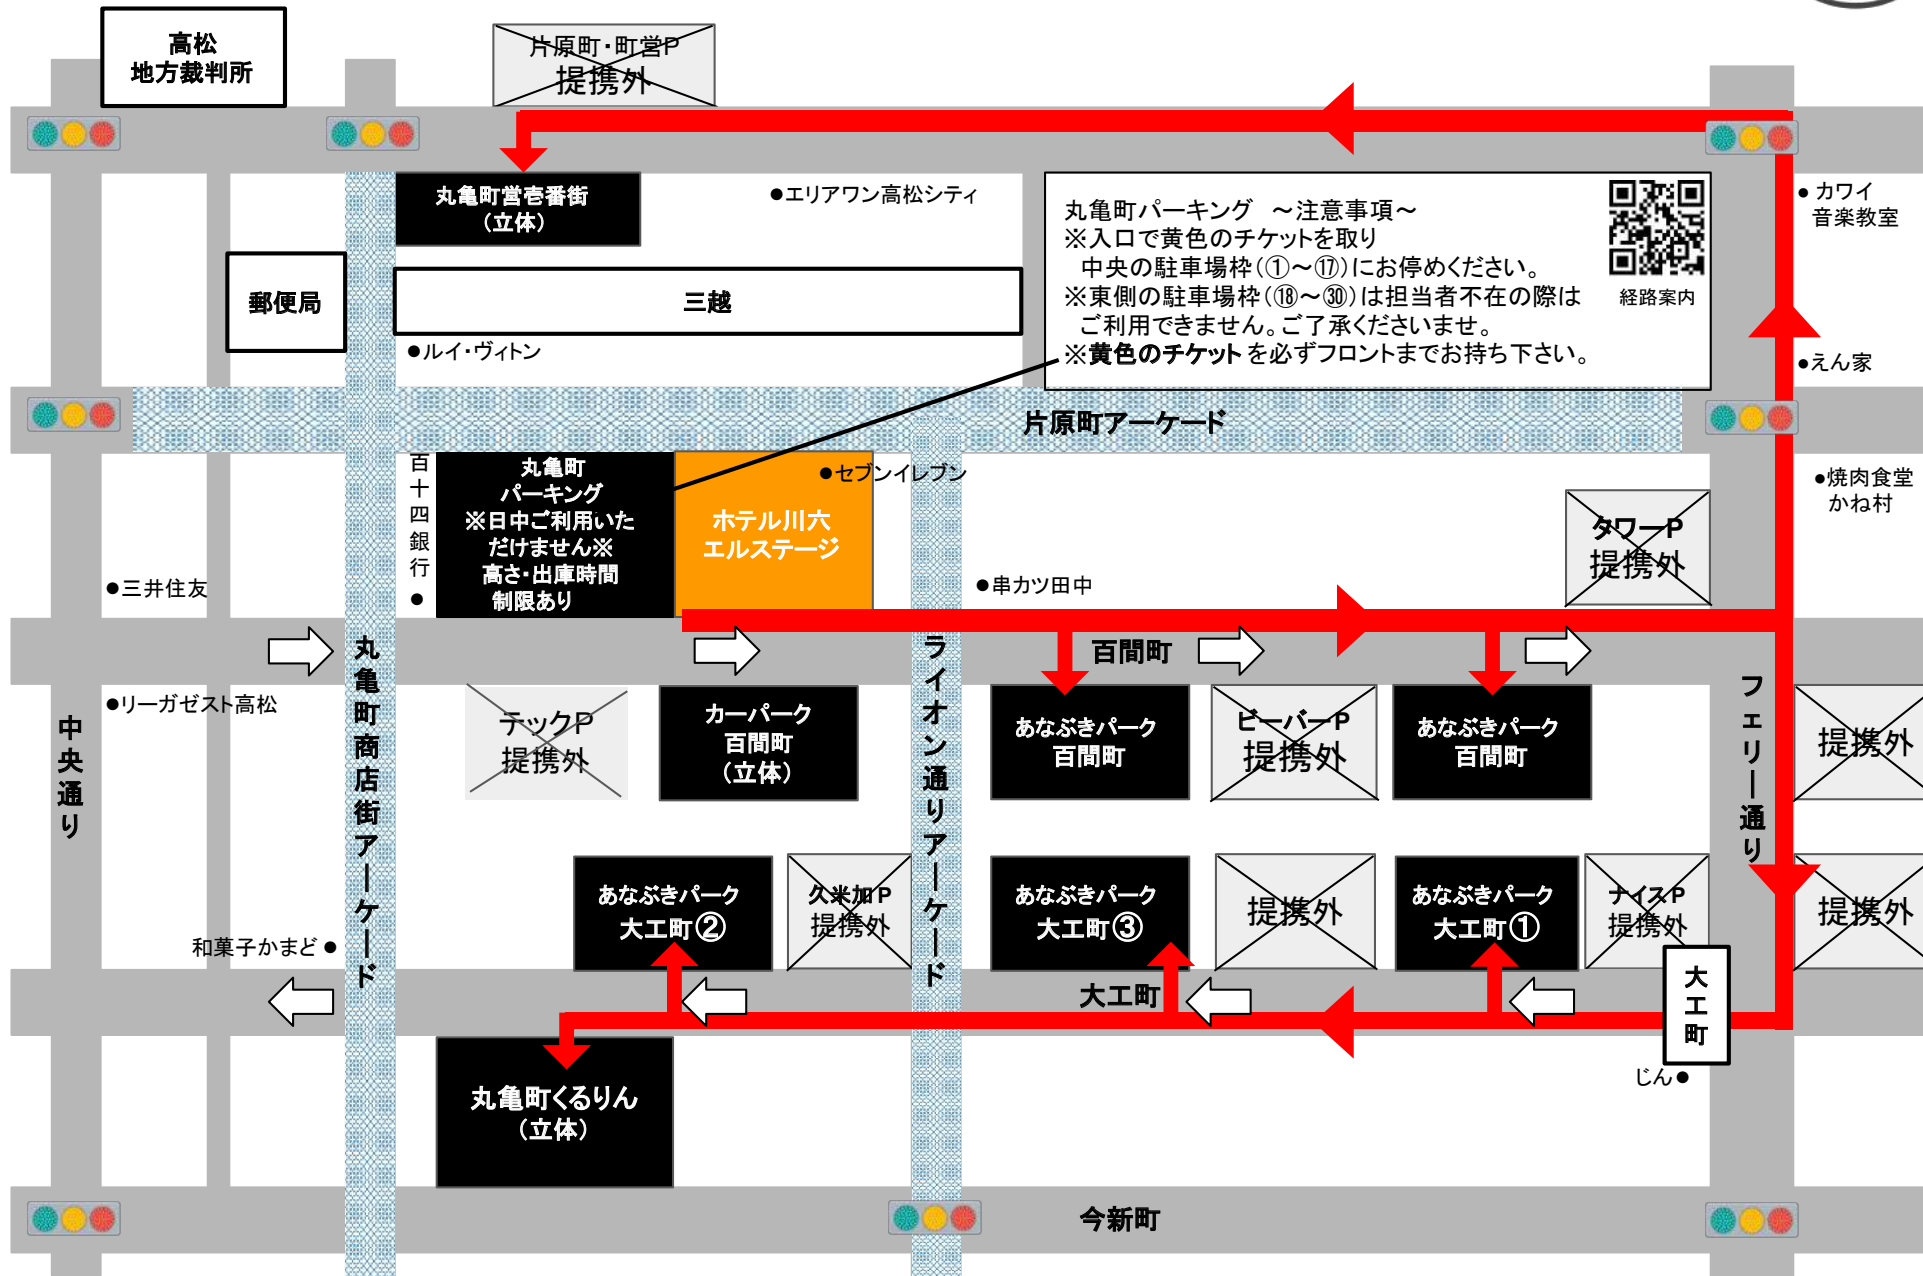 高松
地方裁判所
片原町・町営P
提携外
丸亀町営壱番街
(立体)
●エリアワン高松シティ
丸亀町パーキング ～注意事項～
※入口で黄色のチケットを取り
中央の駐車場枠(①～⑰)にお停めください。
※東側の駐車場枠(⑱～㉚)は担当者不在の際は
ご利用できません。ご了承くださいませ。
※黄色のチケットを必ずフロントまでお持ち下さい。
経路案内
●カワイ
音楽教室
郵便局
三越
●ルイ・ヴィトン
●えん家
片原町アーケード
百十四銀行●
丸亀町
パーキング
※日中ご利用いた
だけません※
高さ・出庫時間
制限あり
●セブンイレブン
ホテル川六
エルステージ
●焼肉食堂
かね村
タワーP
提携外
●三井住友
●串カツ田中
百間町
●リーガゼスト高松
中央通り
丸亀町商店街アーケード
ライオン通りアーケード
フェリー通り
テックP
提携外
カーパーク
百間町
(立体)
あなぶきパーク
百間町
ビーバーP
提携外
あなぶきパーク
百間町
提携外
あなぶきパーク
大工町②
久米加P
提携外
あなぶきパーク
大工町③
提携外
あなぶきパーク
大工町①
ナイスP
提携外
提携外
和菓子かまど●
大工町
大工町
じん●
丸亀町くるりん
(立体)
今新町